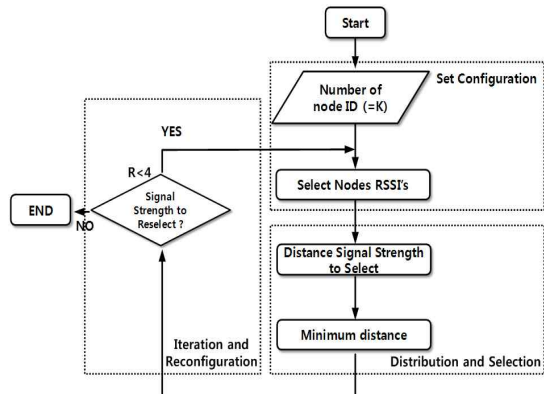 Start
Number of
node ID (=K)
Set Configuration
YES
R<4
Select Nodes RSSI's
Signal
Strength to
Reselect ?
END
NO
Distance Signal Strength
to Select
Minimum distance
Iteration and
Reconfiguration
Distribution and Selection